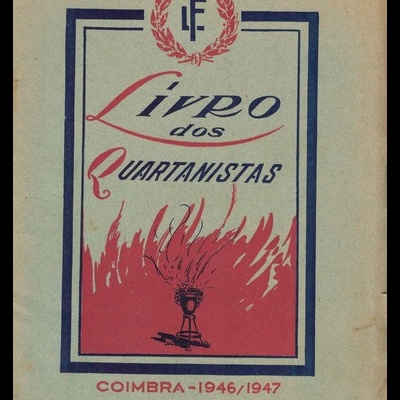 LF
Livro
dos
Quartanistas
COIMBRA-1946/1947